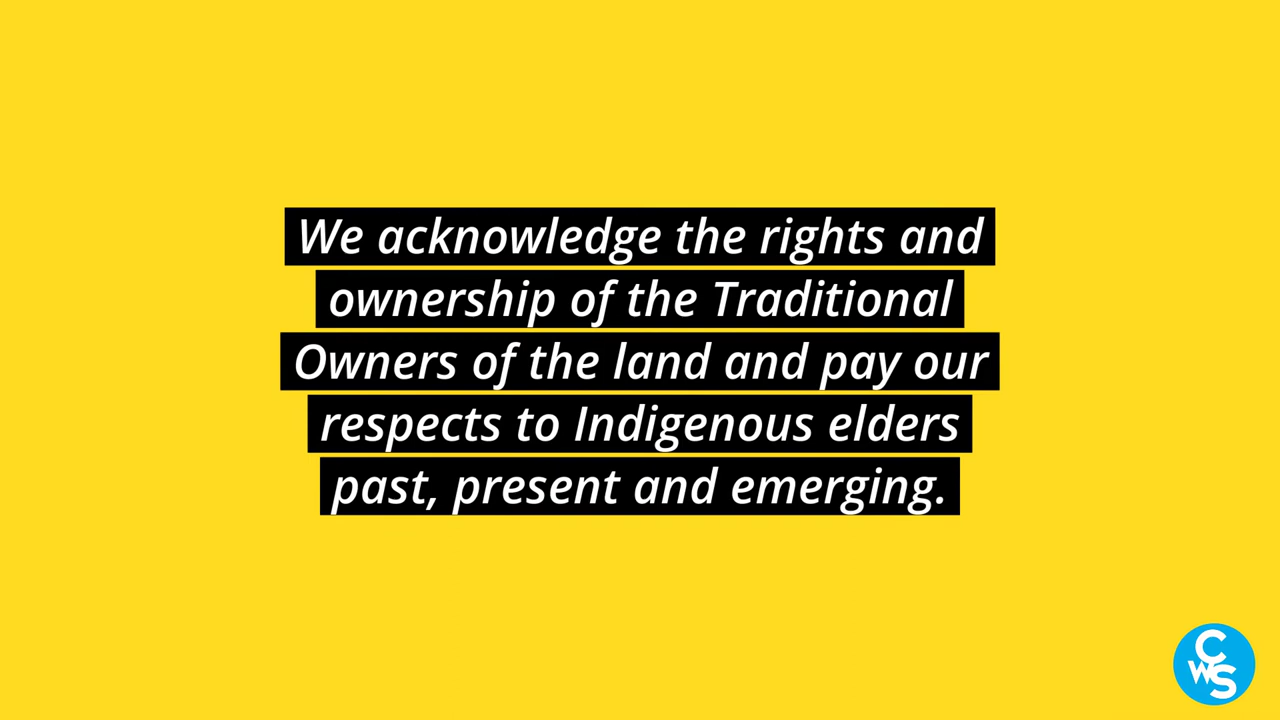 We acknowledge the rights and
ownership of the Traditional
Owners of the land and pay our
respects to Indigenous elders
past, present and emerging.
CWS